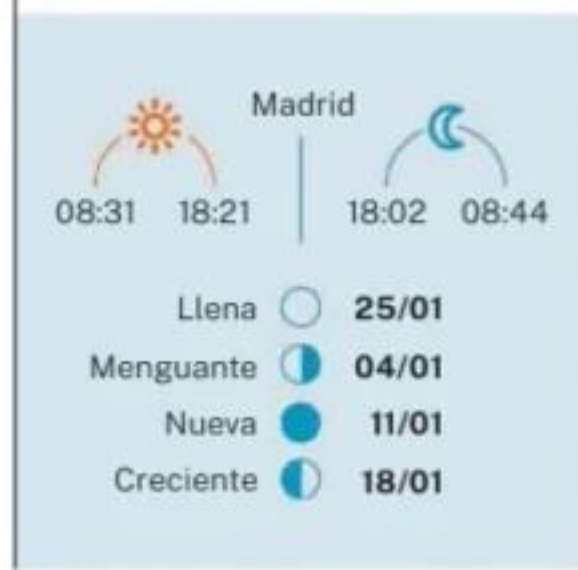 Madrid
08:31 18:21 18:02 08:44
Llena 25/01
Menguante 04/01
Nueva 11/01
Creciente 18/01